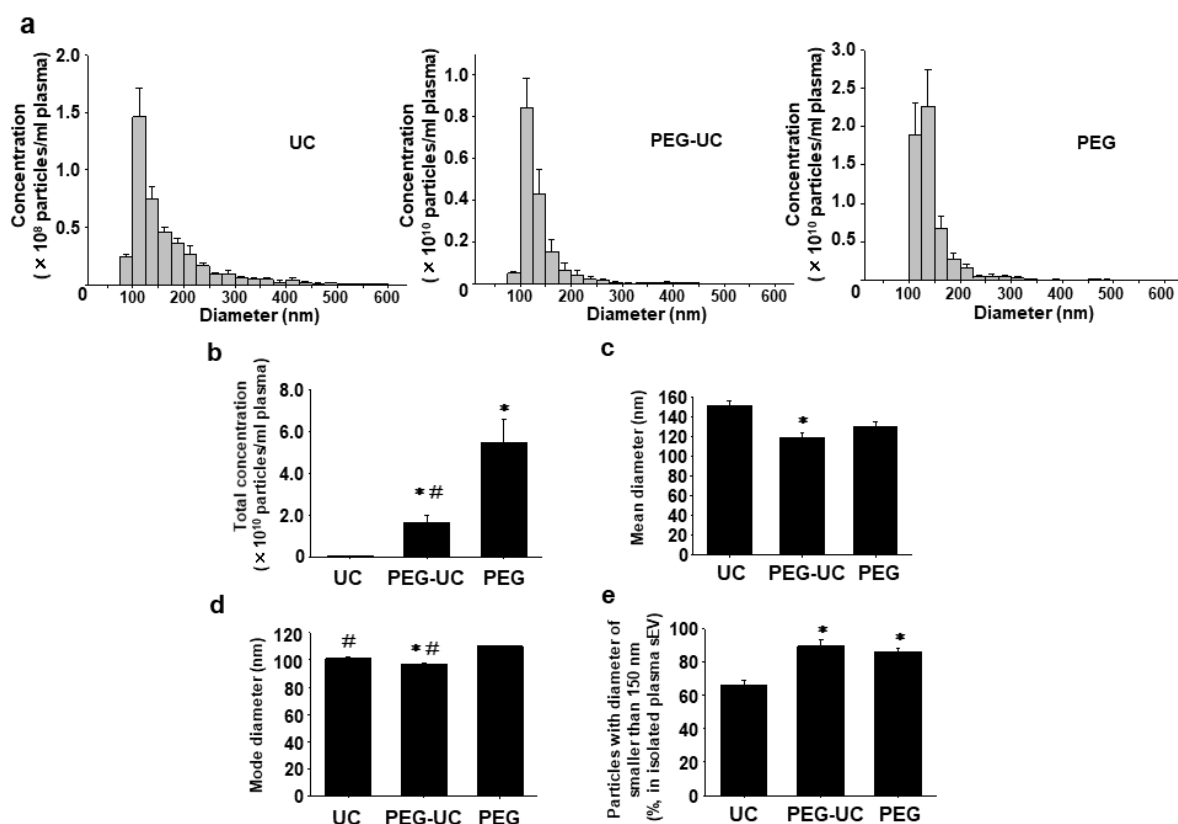 a
Concentration
(× 10⁸ particles/ml plasma)
2.0
1.5
1.0
0.5
0
UC
100 200 300 400 500 600
Diameter (nm)
Concentration
(× 10¹⁰ particles/ml plasma)
1.0
0.8
0.6
0.4
0.2
0
PEG-UC
100 200 300 400 500 600
Diameter (nm)
Concentration
(× 10¹⁰ particles/ml plasma)
3.0
2.5
2.0
1.5
1.0
0.5
0
PEG
100 200 300 400 500 600
Diameter (nm)
b
Total concentration
(× 10¹⁰ particles/ml plasma)
8.0
6.0
4.0
2.0
0
*#
*
UC PEG-UC PEG
c
Mean diameter (nm)
160
140
120
100
80
60
40
20
0
*
UC PEG-UC PEG
d
Mode diameter (nm)
120
100
80
60
40
20
0
#
*#
UC PEG-UC PEG
e
Particles with diameter of
smaller than 150 nm
(%, in isolated plasma sEV)
100
80
60
40
20
0
*
*
UC PEG-UC PEG